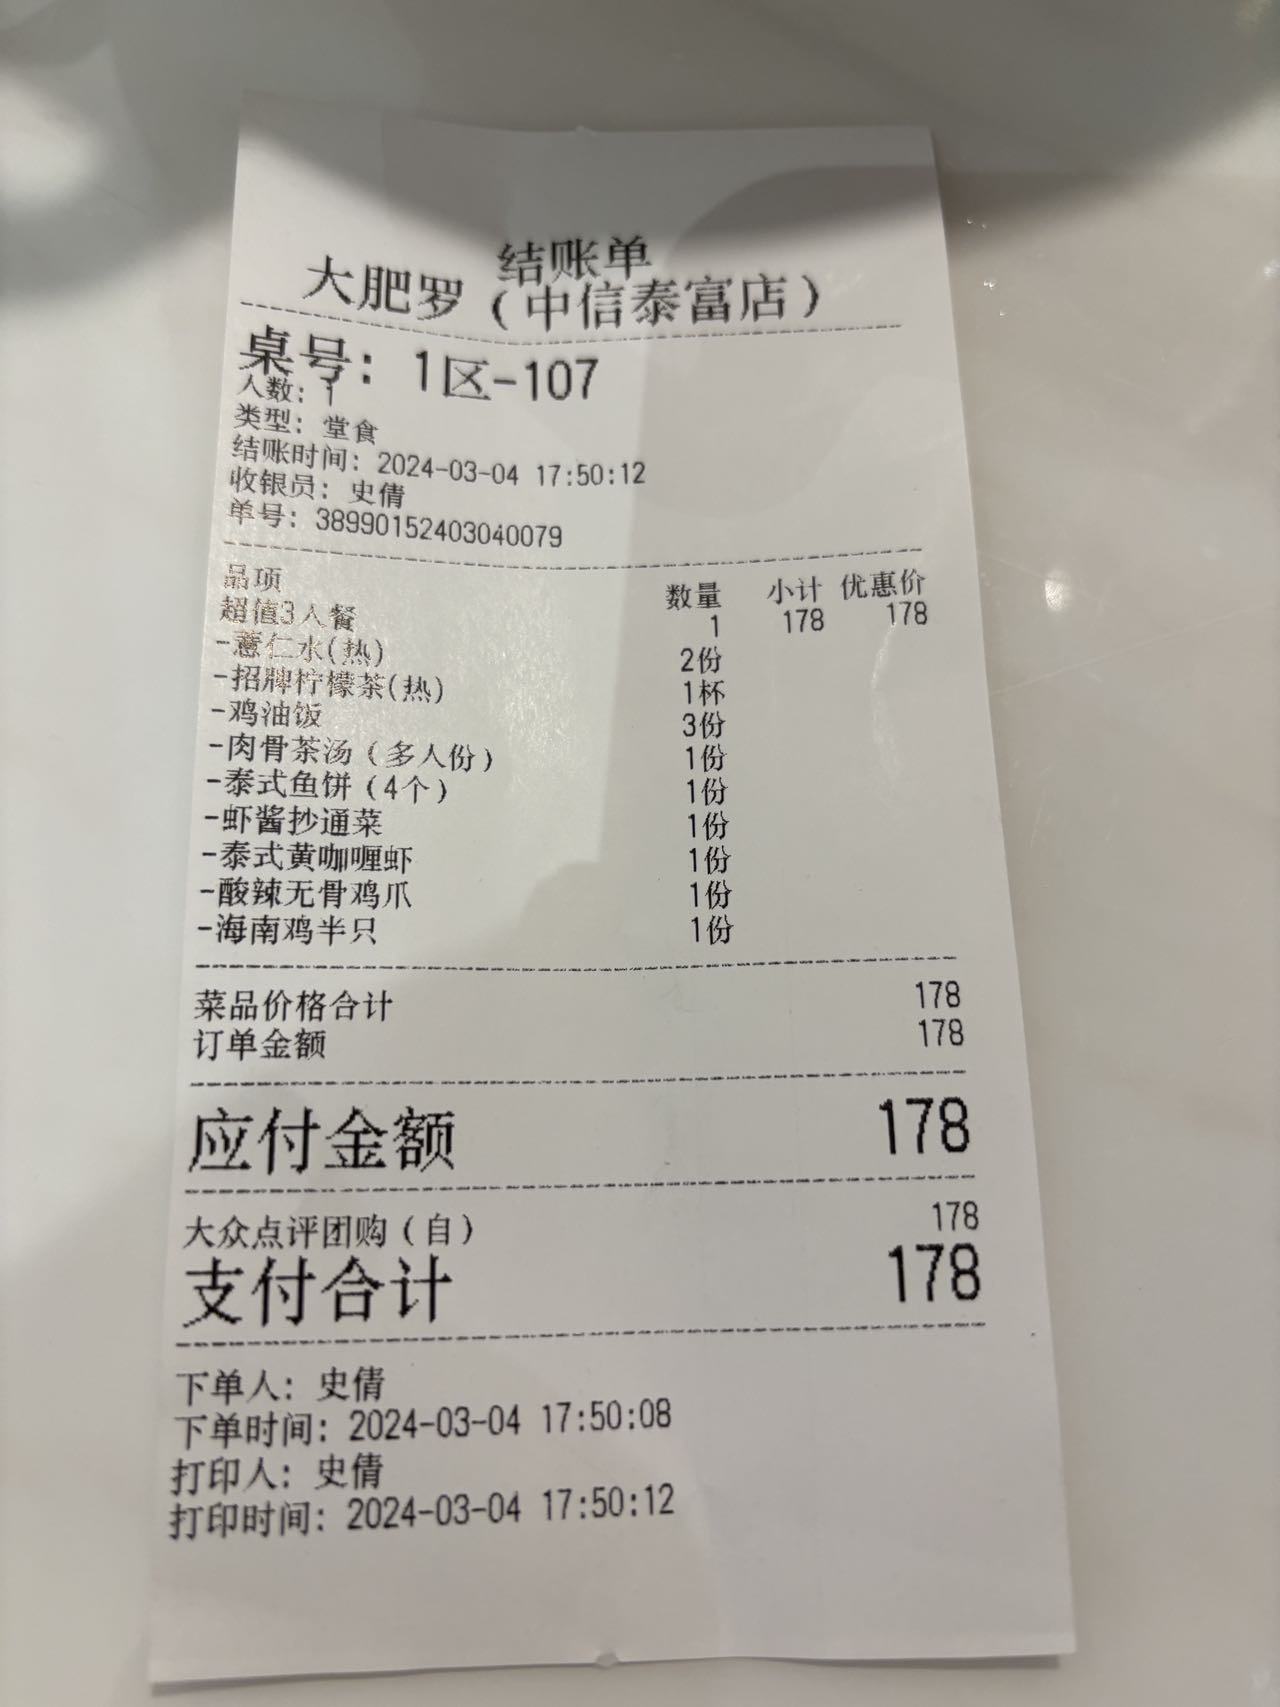 结账单
大肥罗（中信泰富店）
桌号：1区-107
人数：1
类型：堂食
结账时间：2024-03-04 17:50:12
收银员：史倩
单号：38990152403040079
品项 数量 小计 优惠价
超值3人餐 1 178 178
-薏仁水(热) 2份
-招牌柠檬茶(热) 1杯
-鸡油饭 3份
-肉骨茶汤（多人份） 1份
-泰式鱼饼（4个） 1份
-虾酱抄通菜 1份
-泰式黄咖喱虾 1份
-酸辣无骨鸡爪 1份
-海南鸡半只 1份
菜品价格合计 178
订单金额 178
应付金额 178
大众点评团购（自） 178
支付合计 178
下单人：史倩
下单时间：2024-03-04 17:50:08
打印人：史倩
打印时间：2024-03-04 17:50:12